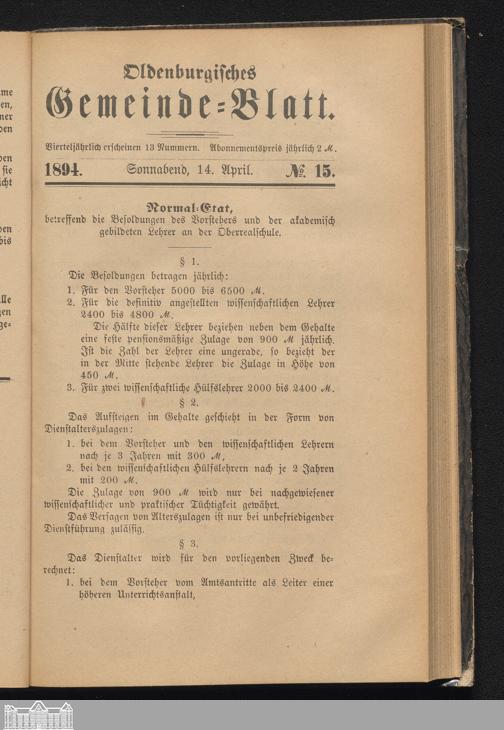 Oldenburgisches
Gemeinde=Blatt.
Vierteljährlich erscheinen 13 Nummern. Abonnementspreis jährlich 2 M.
1894. Sonnabend, 14. April. No. 15.
Normal=Etat,
betreffend die Besoldungen des Vorstehers und der akademisch
gebildeten Lehrer an der Oberrealschule.
§ 1.
Die Besoldungen betragen jährlich:
1. Für den Vorsteher 5000 bis 6500 M.
2. Für die definitiv angestellten wissenschaftlichen Lehrer
2400 bis 4800 M.
Die Hälfte dieser Lehrer beziehen neben dem Gehalte
eine feste pensionsmäßige Zulage von 900 M jährlich.
Ist die Zahl der Lehrer eine ungerade, so bezieht der
in der Mitte stehende Lehrer die Zulage in Höhe von
450 M.
3. Für zwei wissenschaftliche Hülfslehrer 2000 bis 2400 M.
§ 2.
Das Aufsteigen im Gehalte geschieht in der Form von
Dienstalterszulagen:
1. bei dem Vorsteher und den wissenschaftlichen Lehrern
nach je 3 Jahren mit 300 M,
2. bei den wissenschaftlichen Hülfslehrern nach je 2 Jahren
mit 200 M.
Die Zulage von 900 M wird nur bei nachgewiesener
wissenschaftlicher und praktischer Tüchtigkeit gewährt.
Das Versagen von Alterszulagen ist nur bei unbefriedigender
Dienstführung zulässig.
§ 3.
Das Dienstalter wird für den vorliegenden Zweck be=
rechnet:
1. bei dem Vorsteher vom Amtsantritte als Leiter einer
höheren Unterrichtsanstalt,